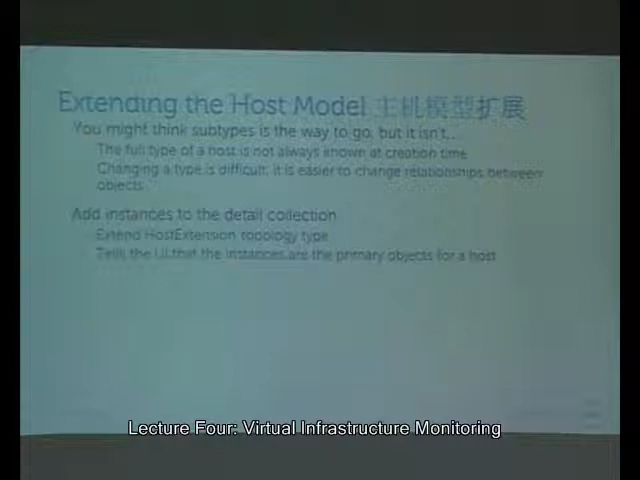 Extending the Host Model 主机模型扩展
You might think subtypes is the way to go, but it isn't...
The full type of a host is not always known at creation time
Changing a type is difficult, it is easier to change relationships between
objects
Add instances to the detail collection
Extend HostExtension topology type
Tells the UI that the instances are the primary objects for a host
Lecture Four: Virtual Infrastructure Monitoring